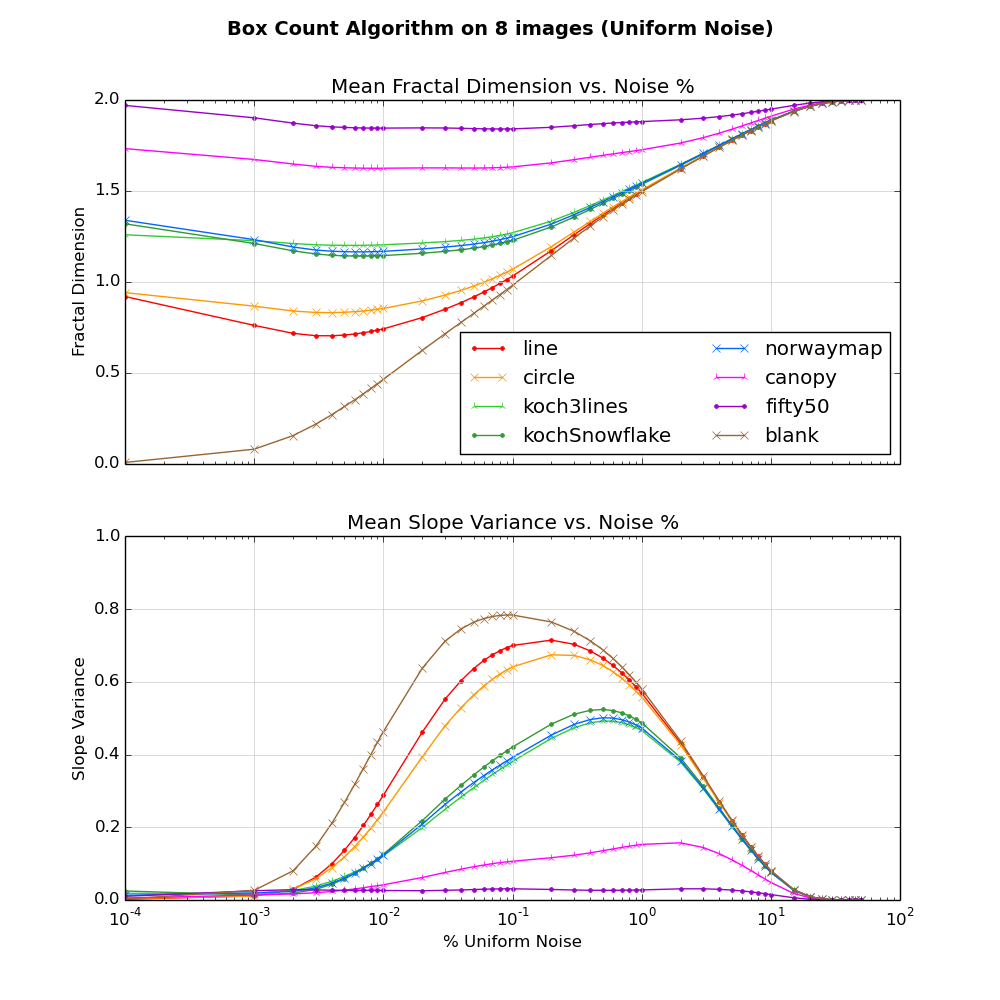 Box Count Algorithm on 8 images (Uniform Noise)
Mean Fractal Dimension vs. Noise %
2.0
1.5
1.0
0.5
0.0
Fractal Dimension
line
circle
koch3lines
kochSnowflake
norwaymap
canopy
fifty50
blank
Mean Slope Variance vs. Noise %
1.0
0.8
0.6
0.4
0.2
0.0
Slope Variance
10^-4 10^-3 10^-2 10^-1 10^0 10^1 10^2
% Uniform Noise